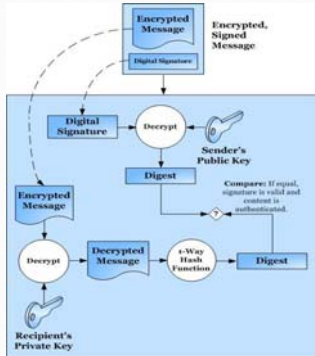 Encrypted
Message
Encrypted,
Signed
Message
Digital Signature
Digital
Signature
Decrypt
Sender's
Public Key
Digest
Compare: If equal,
signature is valid and
content is
authenticated.
?
Encrypted
Message
Decrypt
Decrypted
Message
1-Way
Hash
Function
Digest
Recipient's
Private Key